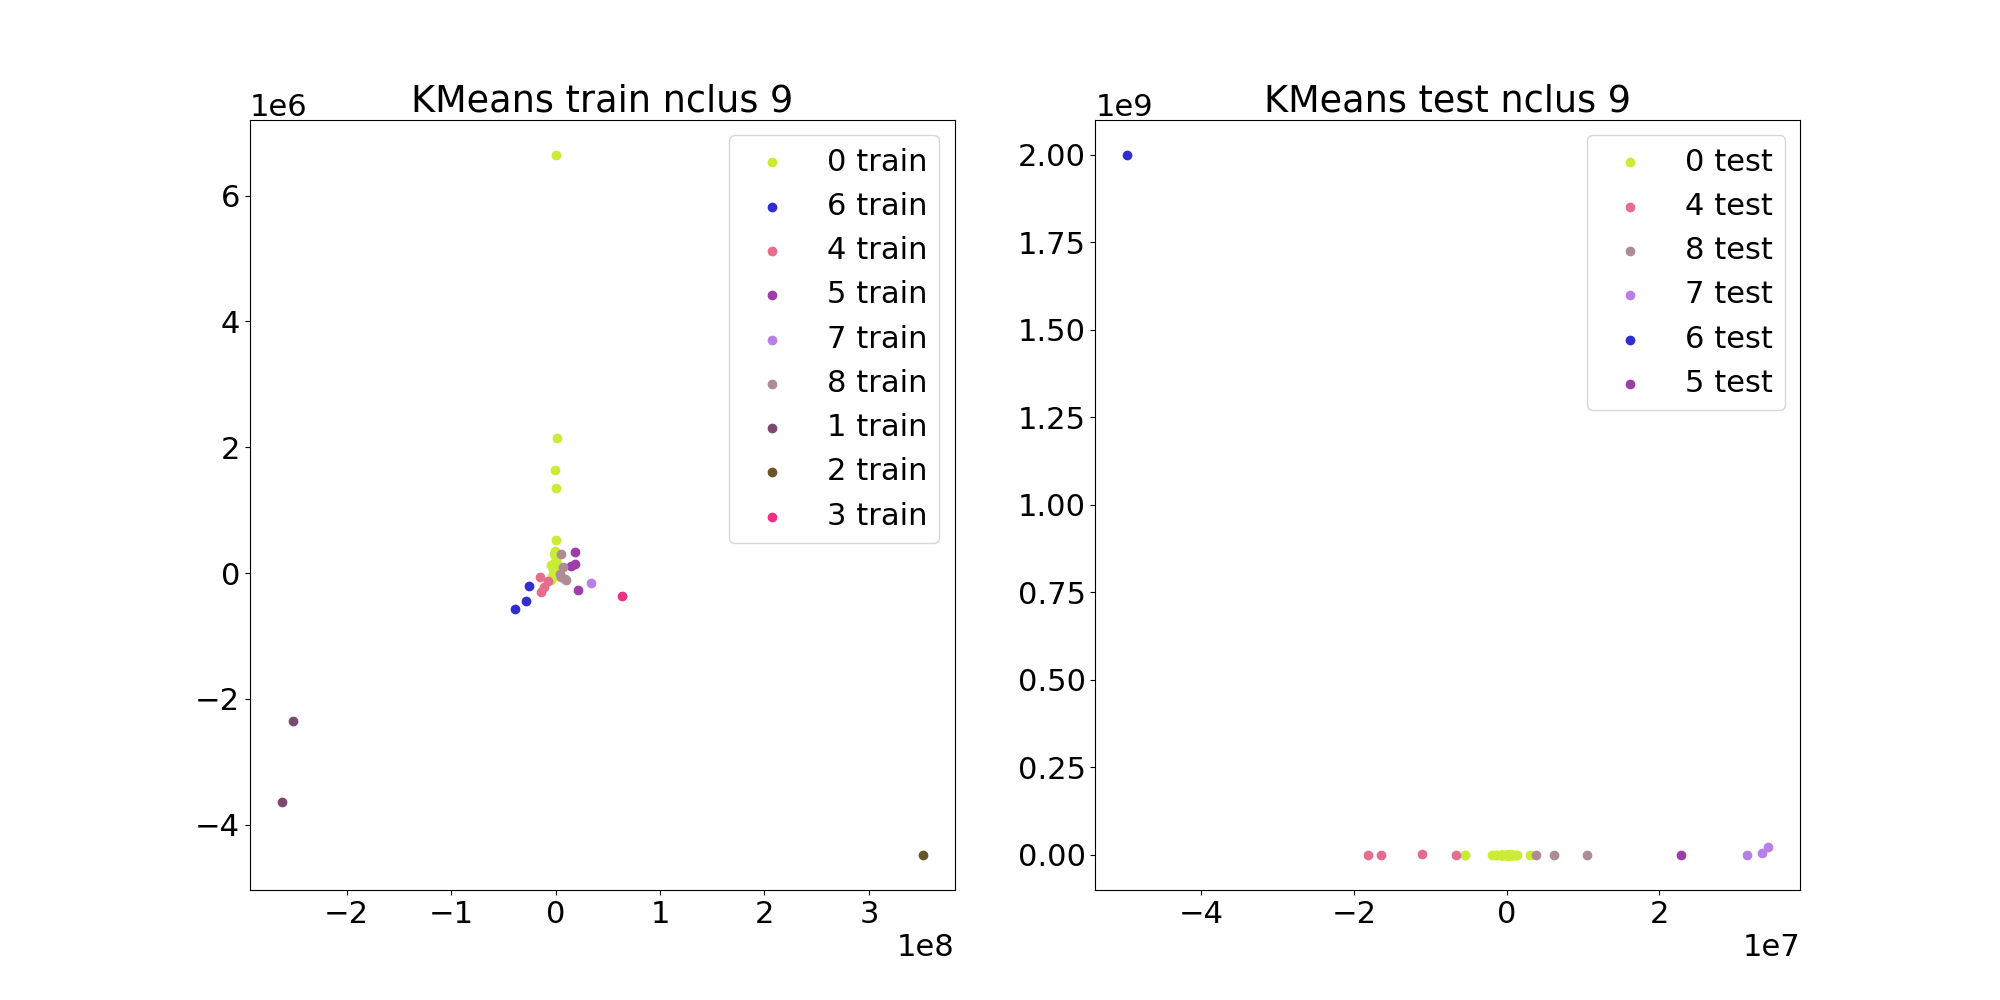 KMeans train nclus 9
1e6
6
4
2
0
−2
−4
−2
−1
0
1
2
3
1e8
0 train
6 train
4 train
5 train
7 train
8 train
1 train
2 train
3 train
KMeans test nclus 9
1e9
2.00
1.75
1.50
1.25
1.00
0.75
0.50
0.25
0.00
−4
−2
0
2
1e7
0 test
4 test
8 test
7 test
6 test
5 test